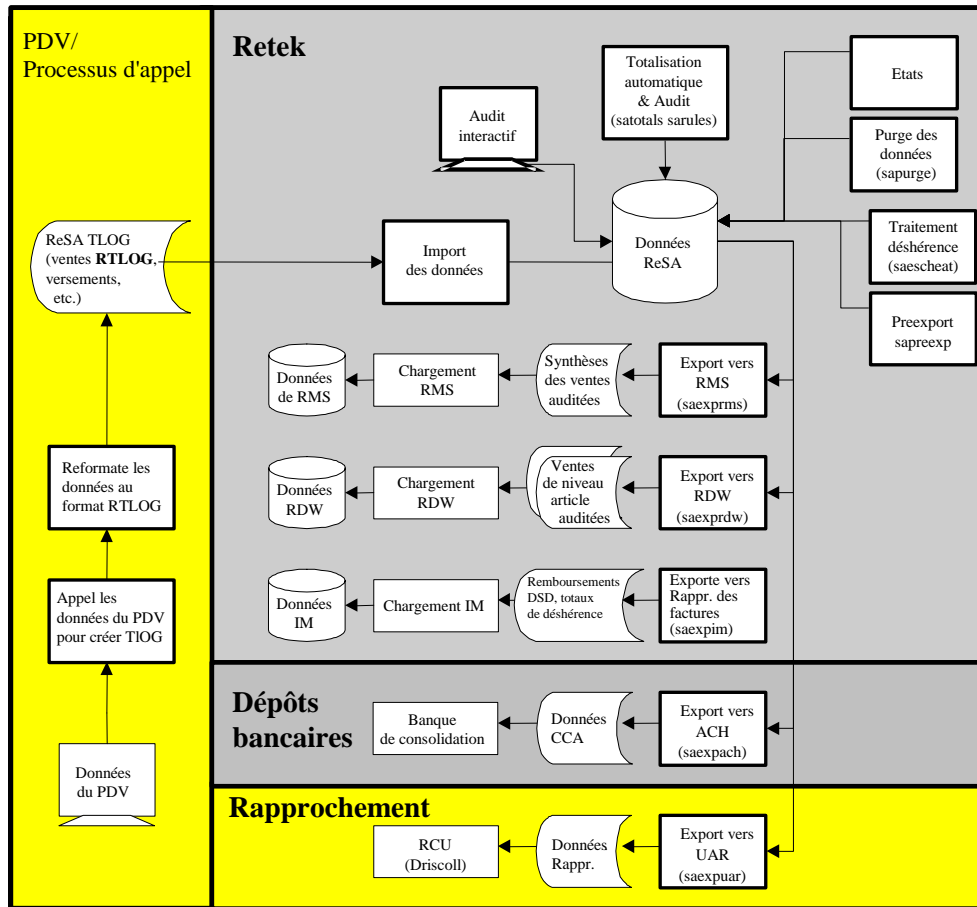 PDV/
Processus d'appel
ReSA TLOG
(ventes RTLOG,
versements,
etc.)
Reformate les
données au
format RTLOG
Appel les
données du PDV
pour créer TlOG
Données
du PDV
Retek
Audit
interactif
Totalisation
automatique
& Audit
(satotals sarules)
Etats
Purge des
données
(sapurge)
Traitement
déshérence
(saescheat)
Preexport
sapreexp
Import
des données
Données
ReSA
Données
de RMS
Chargement
RMS
Synthèses
des ventes
auditées
Export vers
RMS
(saexprms)
Données
RDW
Chargement
RDW
Ventes
de niveau
article
auditées
Export vers
RDW
(saexprdw)
Données
IM
Chargement IM
Remboursements
DSD, totaux
de déshérence
Exporte vers
Rappr. des
factures
(saexpim)
Dépôts
bancaires
Banque
de consolidation
Données
CCA
Export vers
ACH
(saexpach)
Rapprochement
RCU
(Driscoll)
Données
Rappr.
Export vers
UAR
(saexpuar)